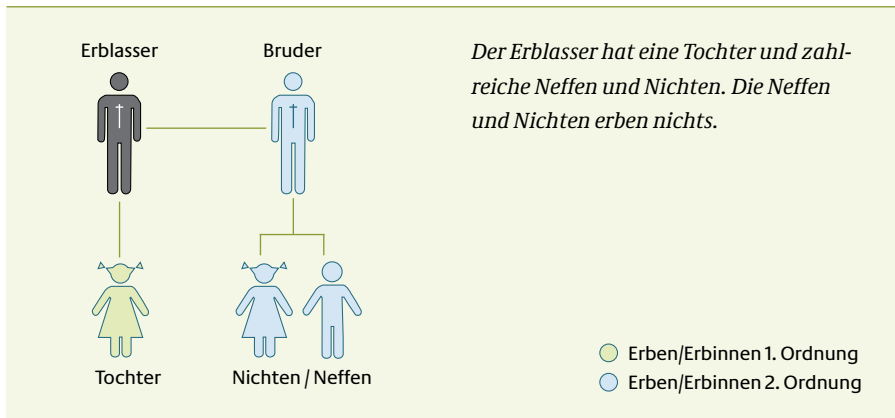 Erblasser
Bruder
Der Erblasser hat eine Tochter und zahl-
reiche Neffen und Nichten. Die Neffen
und Nichten erben nichts.
Tochter
Nichten / Neffen
Erben/Erbinnen 1. Ordnung
Erben/Erbinnen 2. Ordnung